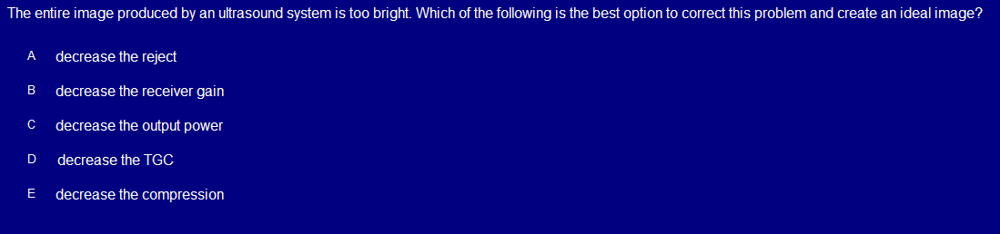 The entire image produced by an ultrasound system is too bright. Which of the following is the best option to correct this problem and create an ideal image?
A decrease the reject
B decrease the receiver gain
C decrease the output power
D decrease the TGC
E decrease the compression